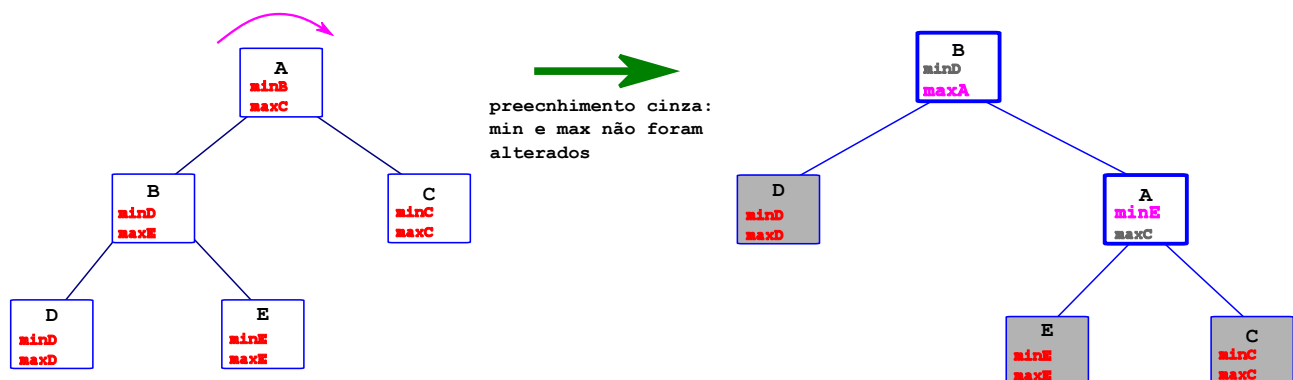 A
minB
maxC
B
minD
maxE
C
minC
maxC
D
minD
maxD
E
minE
maxE
preecnhimento cinza:
min e max não foram
alterados
B
minD
maxA
D
minD
maxD
A
minE
maxC
E
minE
maxE
C
minC
maxC